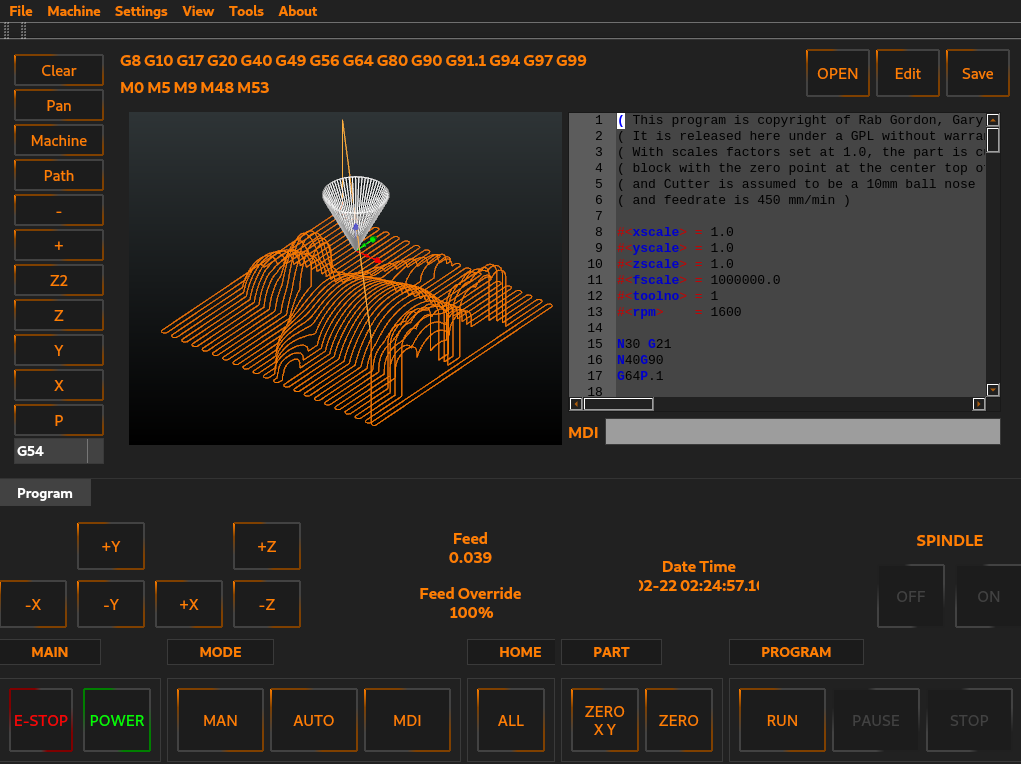 File Machine Settings View Tools About
G8 G10 G17 G20 G40 G49 G56 G64 G80 G90 G91.1 G94 G97 G99
M0 M5 M9 M48 M53
OPEN Edit Save
Clear
Pan
Machine
Path
-
+
Z2
Z
Y
X
P
G54
1 ( This program is copyright of Rab Gordon, Gary
2 ( It is released here under a GPL without warra
3 ( With scales factors set at 1.0, the part is c
4 ( block with the zero point at the center top o
5 ( and Cutter is assumed to be a 10mm ball nose
6 ( and feedrate is 450 mm/min )
7
8 #<xscale> = 1.0
9 #<yscale> = 1.0
10 #<zscale> = 1.0
11 #<fscale> = 1000000.0
12 #<toolno> = 1
13 #<rpm> = 1600
14
15 N30 G21
16 N40G90
17 G64P.1
18
MDI
Program
+Y +Z
-X -Y +X -Z
Feed
0.039
Feed Override
100%
Date Time
02-22 02:24:57.10
SPINDLE
OFF ON
MAIN MODE HOME PART PROGRAM
E-STOP POWER MAN AUTO MDI ALL ZERO X Y ZERO RUN PAUSE STOP